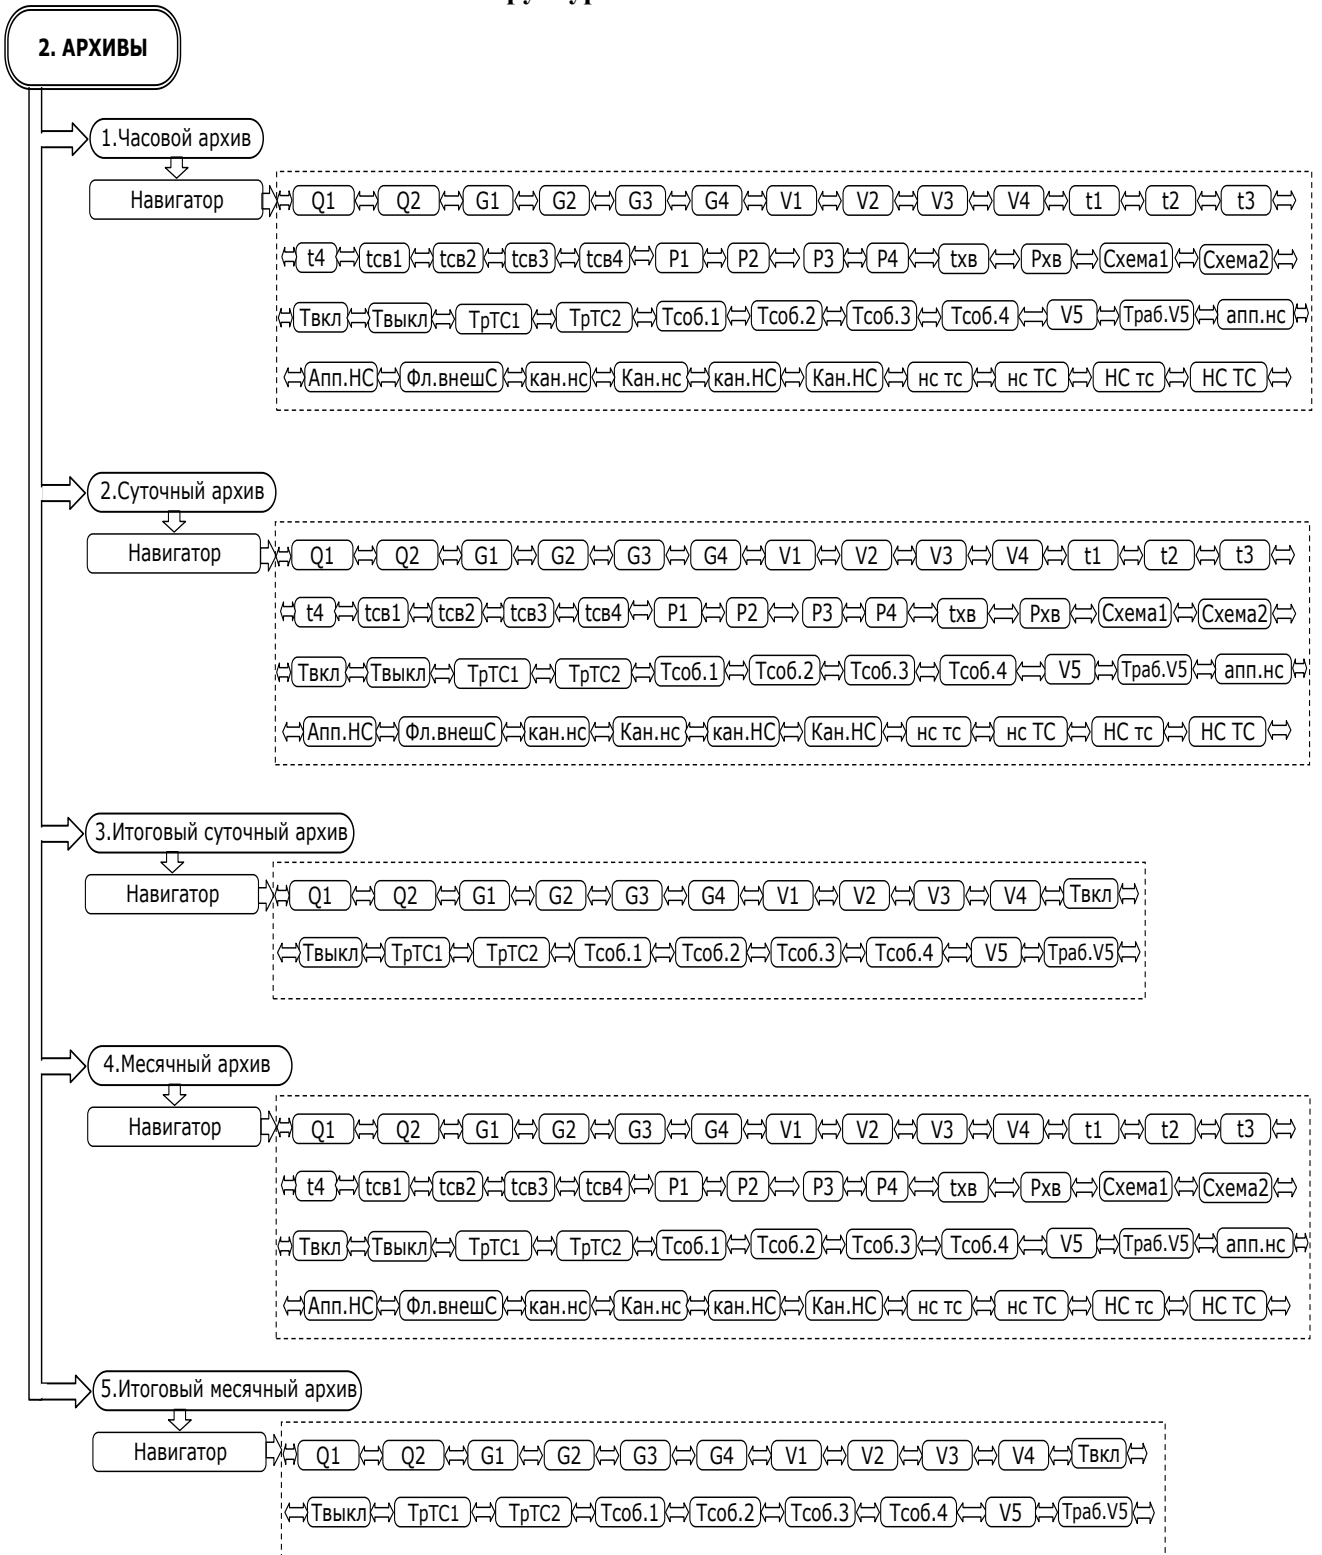 2. АРХИВЫ
1.Часовой архив
Навигатор Q1 Q2 G1 G2 G3 G4 V1 V2 V3 V4 t1 t2 t3
t4 tсв1 tсв2 tсв3 tсв4 P1 P2 P3 P4 tхв Рхв Схема1 Схема2
Твкл Твыкл ТрТС1 ТрТС2 Тсоб.1 Тсоб.2 Тсоб.3 Тсоб.4 V5 Траб.V5 апп.нс
Апп.НС Фл.внешС кан.нс Кан.нс кан.НС Кан.НС нс тс нс ТС НС тс НС ТС
2.Суточный архив
Навигатор Q1 Q2 G1 G2 G3 G4 V1 V2 V3 V4 t1 t2 t3
t4 tсв1 tсв2 tсв3 tсв4 P1 P2 P3 P4 tхв Рхв Схема1 Схема2
Твкл Твыкл ТрТС1 ТрТС2 Тсоб.1 Тсоб.2 Тсоб.3 Тсоб.4 V5 Траб.V5 апп.нс
Апп.НС Фл.внешС кан.нс Кан.нс кан.НС Кан.НС нс тс нс ТС НС тс НС ТС
3.Итоговый суточный архив
Навигатор Q1 Q2 G1 G2 G3 G4 V1 V2 V3 V4 Твкл
Твыкл ТрТС1 ТрТС2 Тсоб.1 Тсоб.2 Тсоб.3 Тсоб.4 V5 Траб.V5
4.Месячный архив
Навигатор Q1 Q2 G1 G2 G3 G4 V1 V2 V3 V4 t1 t2 t3
t4 tсв1 tсв2 tсв3 tсв4 P1 P2 P3 P4 tхв Рхв Схема1 Схема2
Твкл Твыкл ТрТС1 ТрТС2 Тсоб.1 Тсоб.2 Тсоб.3 Тсоб.4 V5 Траб.V5 апп.нс
Апп.НС Фл.внешС кан.нс Кан.нс кан.НС Кан.НС нс тс нс ТС НС тс НС ТС
5.Итоговый месячный архив
Навигатор Q1 Q2 G1 G2 G3 G4 V1 V2 V3 V4 Твкл
Твыкл ТрТС1 ТрТС2 Тсоб.1 Тсоб.2 Тсоб.3 Тсоб.4 V5 Траб.V5